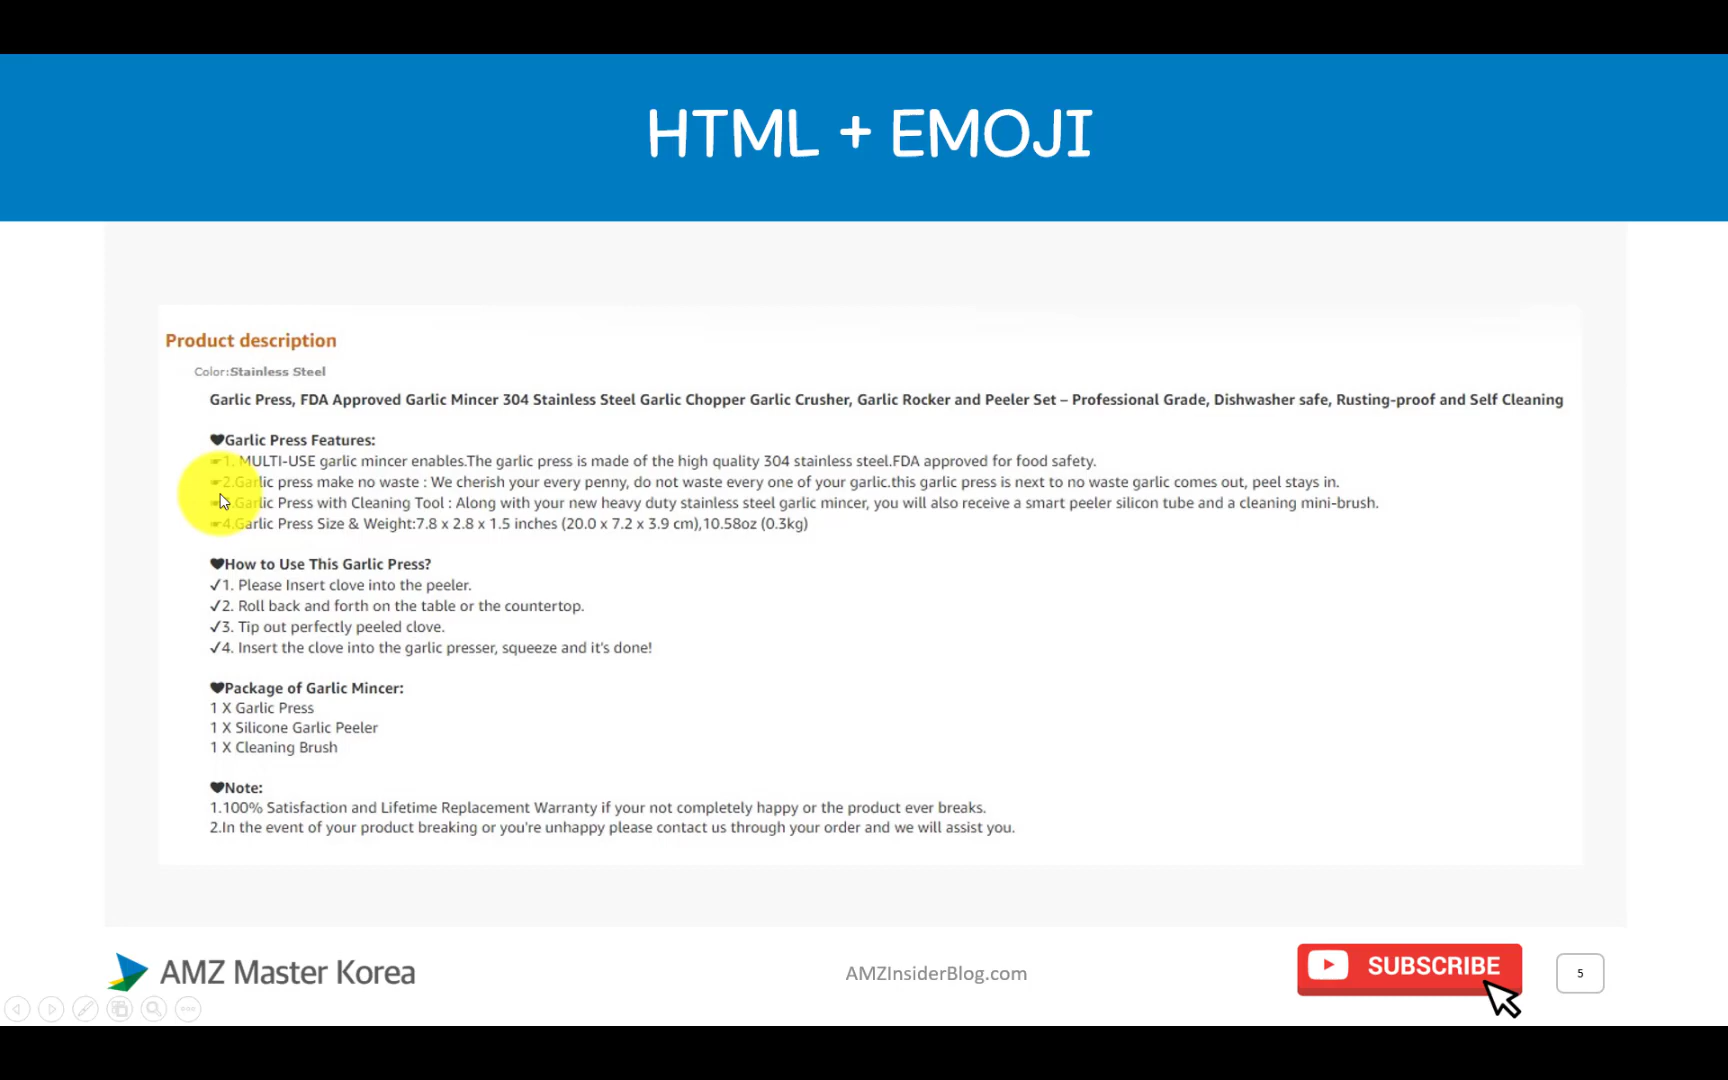 HTML + EMOJI
Product description
Color:Stainless Steel
Garlic Press, FDA Approved Garlic Mincer 304 Stainless Steel Garlic Chopper Garlic Crusher, Garlic Rocker and Peeler Set – Professional Grade, Dishwasher safe, Rusting-proof and Self Cleaning
♥Garlic Press Features:
☛1. MULTI-USE garlic mincer enables.The garlic press is made of the high quality 304 stainless steel.FDA approved for food safety.
☛2.Garlic press make no waste : We cherish your every penny, do not waste every one of your garlic.this garlic press is next to no waste garlic comes out, peel stays in.
Garlic Press with Cleaning Tool : Along with your new heavy duty stainless steel garlic mincer, you will also receive a smart peeler silicon tube and a cleaning mini-brush.
☛4.Garlic Press Size & Weight:7.8 x 2.8 x 1.5 inches (20.0 x 7.2 x 3.9 cm),10.58oz (0.3kg)
♥How to Use This Garlic Press?
✓1. Please Insert clove into the peeler.
✓2. Roll back and forth on the table or the countertop.
✓3. Tip out perfectly peeled clove.
✓4. Insert the clove into the garlic presser, squeeze and it's done!
♥Package of Garlic Mincer:
1 X Garlic Press
1 X Silicone Garlic Peeler
1 X Cleaning Brush
♥Note:
1.100% Satisfaction and Lifetime Replacement Warranty if your not completely happy or the product ever breaks.
2.In the event of your product breaking or you're unhappy please contact us through your order and we will assist you.
AMZ Master Korea
AMZInsiderBlog.com
SUBSCRIBE
5